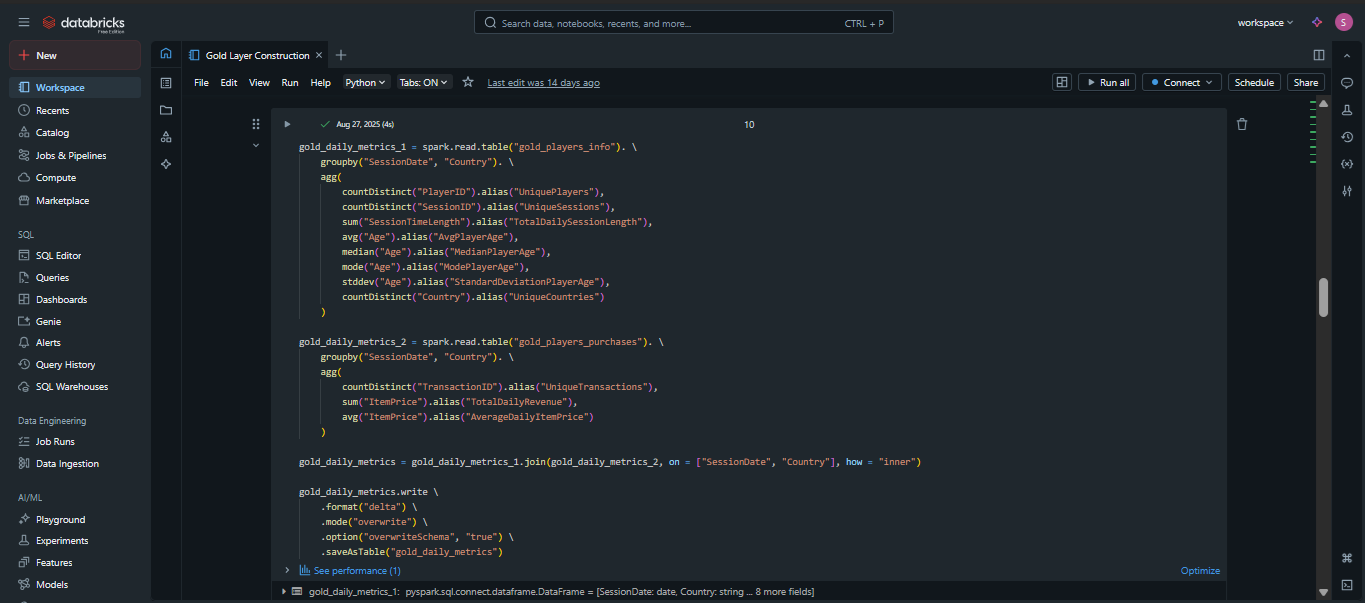 databricks
Free Edition
Search data, notebooks, recents, and more...
CTRL + P
workspace
S
New
Workspace
Recents
Catalog
Jobs & Pipelines
Compute
Marketplace
SQL
SQL Editor
Queries
Dashboards
Genie
Alerts
Query History
SQL Warehouses
Data Engineering
Job Runs
Data Ingestion
AI/ML
Playground
Experiments
Features
Models
Gold Layer Construction
File Edit View Run Help Python Tabs: ON Last edit was 14 days ago
Run all Connect Schedule Share
Aug 27, 2025 (4s)
10
gold_daily_metrics_1 = spark.read.table("gold_players_info"). \
groupby("SessionDate", "Country"). \
agg(
countDistinct("PlayerID").alias("UniquePlayers"),
countDistinct("SessionID").alias("UniqueSessions"),
sum("SessionTimeLength").alias("TotalDailySessionLength"),
avg("Age").alias("AvgPlayerAge"),
median("Age").alias("MedianPlayerAge"),
mode("Age").alias("ModePlayerAge"),
stddev("Age").alias("StandardDeviationPlayerAge"),
countDistinct("Country").alias("UniqueCountries")
)
gold_daily_metrics_2 = spark.read.table("gold_players_purchases"). \
groupby("SessionDate", "Country"). \
agg(
countDistinct("TransactionID").alias("UniqueTransactions"),
sum("ItemPrice").alias("TotalDailyRevenue"),
avg("ItemPrice").alias("AverageDailyItemPrice")
)
gold_daily_metrics = gold_daily_metrics_1.join(gold_daily_metrics_2, on = ["SessionDate", "Country"], how = "inner")
gold_daily_metrics.write \
.format("delta") \
.mode("overwrite") \
.option("overwriteSchema", "true") \
.saveAsTable("gold_daily_metrics")
See performance (1)
Optimize
gold_daily_metrics_1: pyspark.sql.connect.dataframe.DataFrame = [SessionDate: date, Country: string ... 8 more fields]